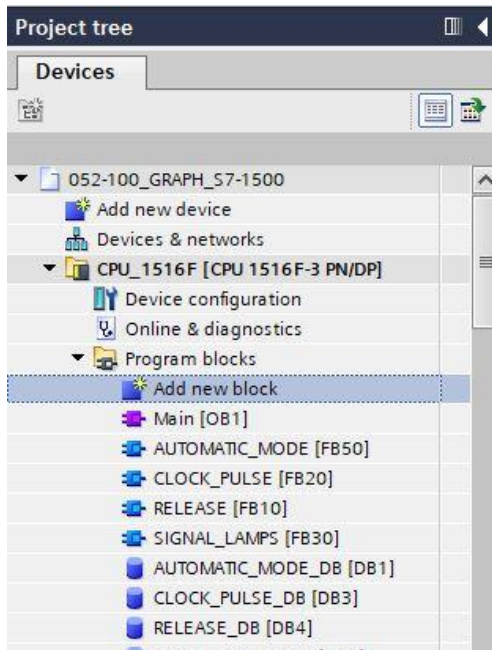 Project tree
Devices
052-100_GRAPH_S7-1500
Add new device
Devices & networks
CPU_1516F [CPU 1516F-3 PN/DP]
Device configuration
Online & diagnostics
Program blocks
Add new block
Main [OB1]
AUTOMATIC_MODE [FB50]
CLOCK_PULSE [FB20]
RELEASE [FB10]
SIGNAL_LAMPS [FB30]
AUTOMATIC_MODE_DB [DB1]
CLOCK_PULSE_DB [DB3]
RELEASE_DB [DB4]